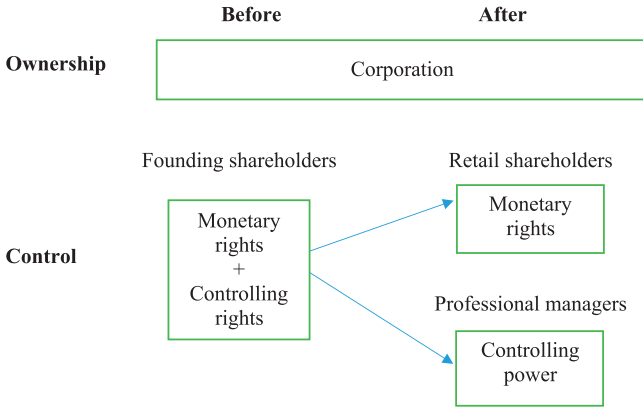 Before After
Ownership
Corporation
Founding shareholders
Retail shareholders
Control
Monetary
rights
+
Controlling
rights
Monetary
rights
Professional managers
Controlling
power